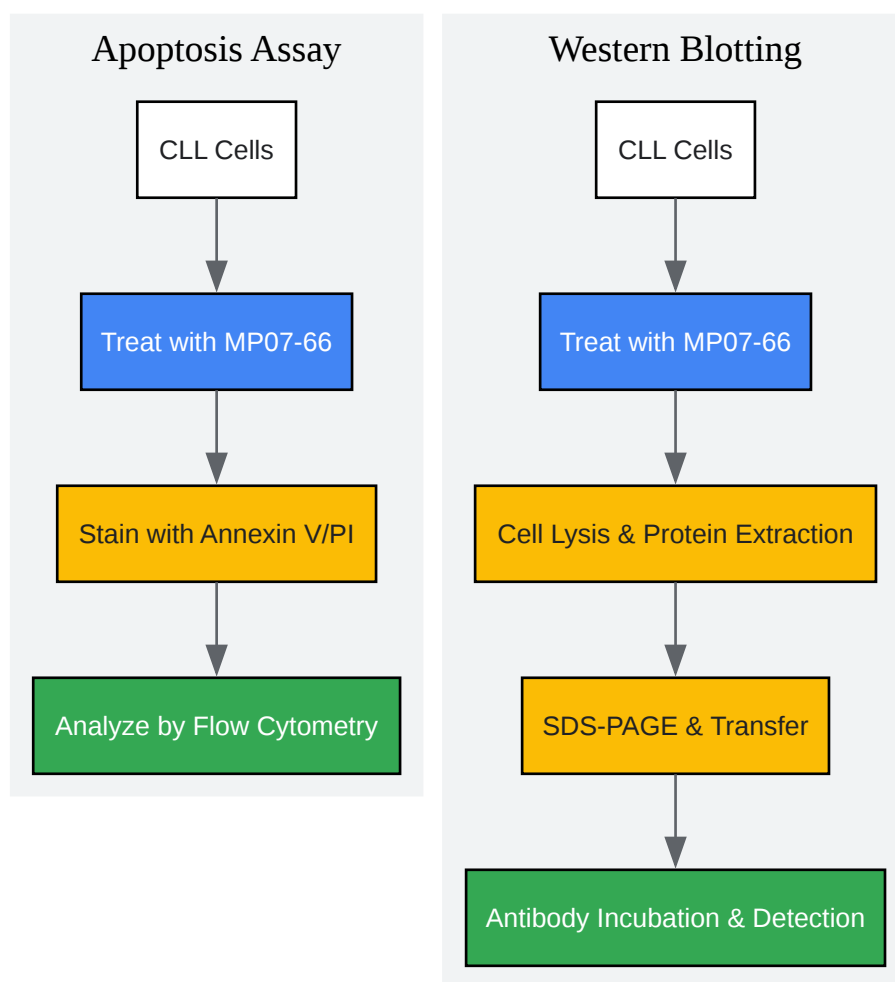 Apoptosis Assay
CLL Cells
Treat with MP07-66
Stain with Annexin V/PI
Analyze by Flow Cytometry
Western Blotting
CLL Cells
Treat with MP07-66
Cell Lysis & Protein Extraction
SDS-PAGE & Transfer
Antibody Incubation & Detection